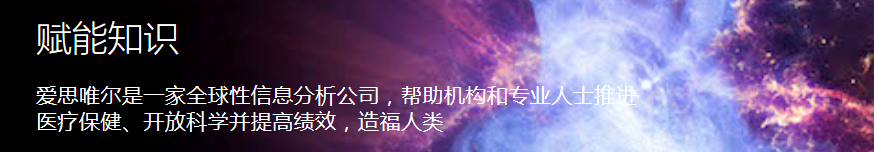 赋能知识
爱思唯尔是一家全球性信息分析公司，帮助机构和专业人士推进
医疗保健、开放科学并提高绩效，造福人类